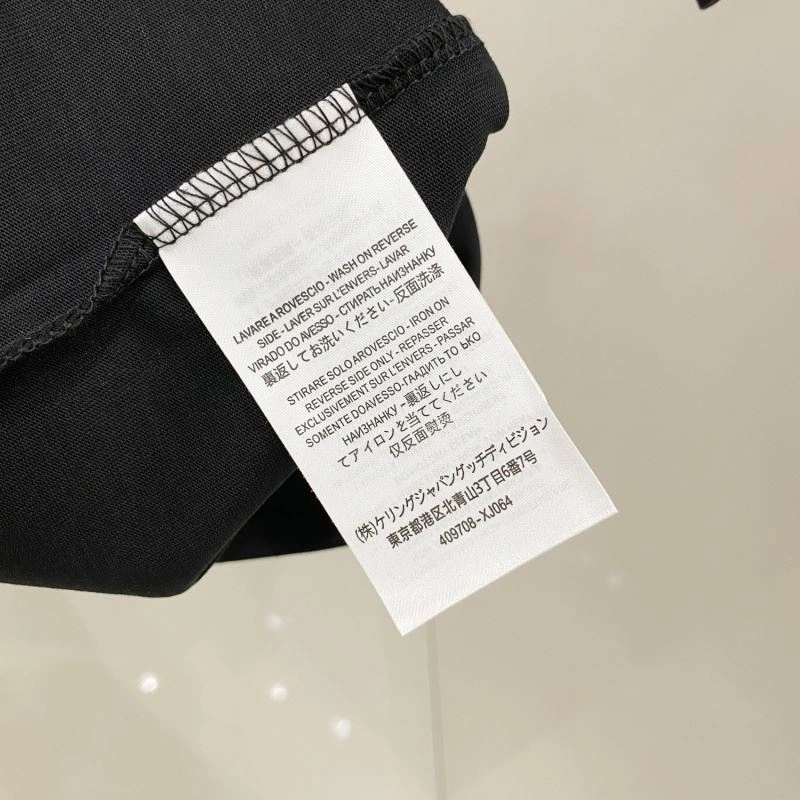 LAVARE A ROVESCIO - WASH ON REVERSE
SIDE - LAVER SUR L'ENVERS- LAVAR
VIRADO DO AVESSO - СТИРАТЬ НАИЗНАНКУ
裏返してお洗いください-反面洗涤
STIRARE SOLO AROVESCIO - IRON ON
REVERSE SIDE ONLY - REPASSER
EXCLUSIVEMENT SUR L'ENVERS - PASSAR
SOMENTE DOAVESSO-ГААДИТЬ ТО ЬКО
НАИЗНАНКУ - 裏返しにし
てアイロンを当ててください
仅反面熨烫
(株)ケリングジャパングッチディビジョン
東京都港区北青山3丁目6番7号
409708-XJ064